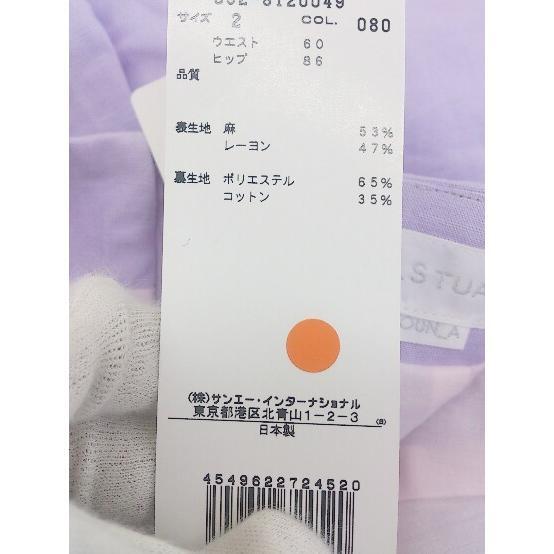 サイズ 2 COL. 080
ウエスト 60
ヒップ 86
品質
表生地 麻 53%
レーヨン 47%
裏生地 ポリエステル 65%
コットン 35%
STUA
OUN_A
(株)サンエー・インターナショナル
東京都港区北青山1-2-3
日本製
4549622724520